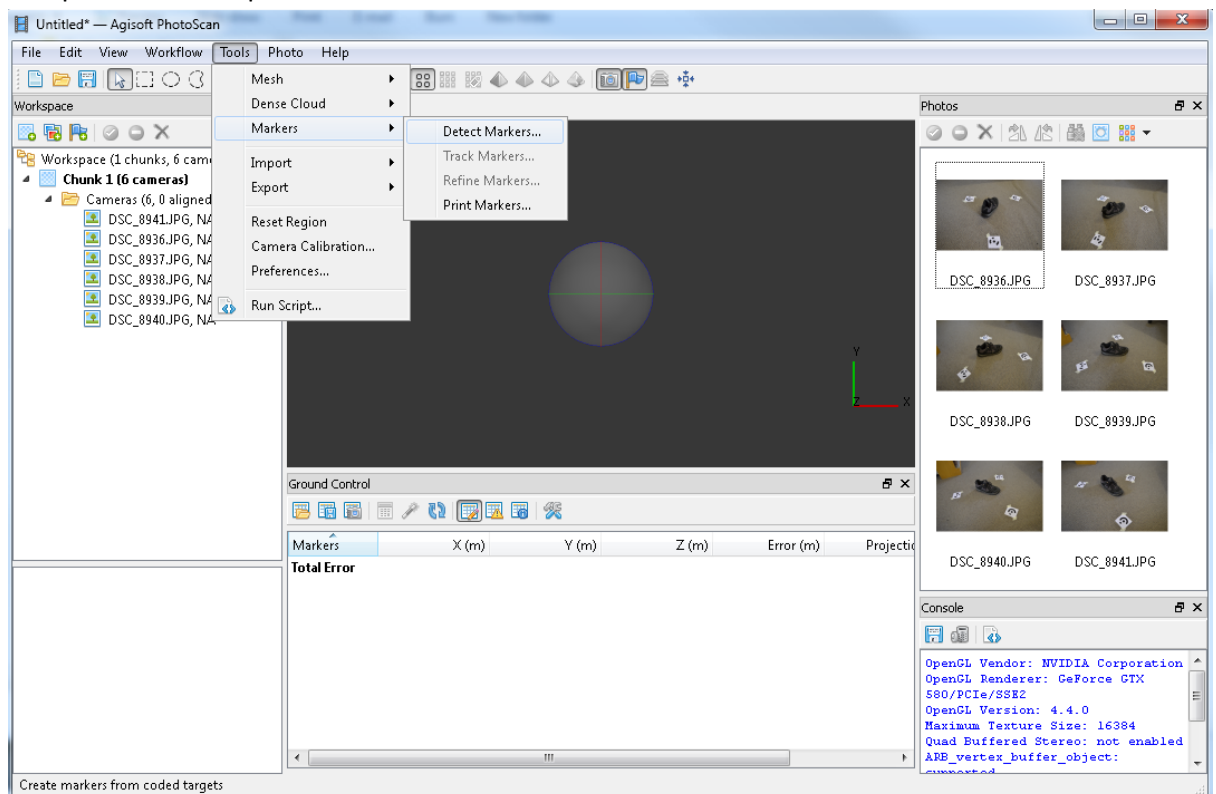 Untitled* — Agisoft PhotoScan
File Edit View Workflow Tools Photo Help
Workspace
Workspace (1 chunks, 6 cam
Chunk 1 (6 cameras)
Cameras (6, 0 aligned
DSC_8941.JPG, NA
DSC_8936.JPG, NA
DSC_8937.JPG, NA
DSC_8938.JPG, NA
DSC_8939.JPG, NA
DSC_8940.JPG, NA
Mesh
Dense Cloud
Markers
Import
Export
Reset Region
Camera Calibration...
Preferences...
Run Script...
Detect Markers...
Track Markers...
Refine Markers...
Print Markers...
Y
Z X
Ground Control
Markers X (m) Y (m) Z (m) Error (m) Projectio
Total Error
Photos
DSC_8936.JPG DSC_8937.JPG
DSC_8938.JPG DSC_8939.JPG
DSC_8940.JPG DSC_8941.JPG
Console
OpenGL Vendor: NVIDIA Corporation
OpenGL Renderer: GeForce GTX
580/PCIe/SSE2
OpenGL Version: 4.4.0
Maximum Texture Size: 16384
Quad Buffered Stereo: not enabled
ARB_vertex_buffer_object:
supported
Create markers from coded targets